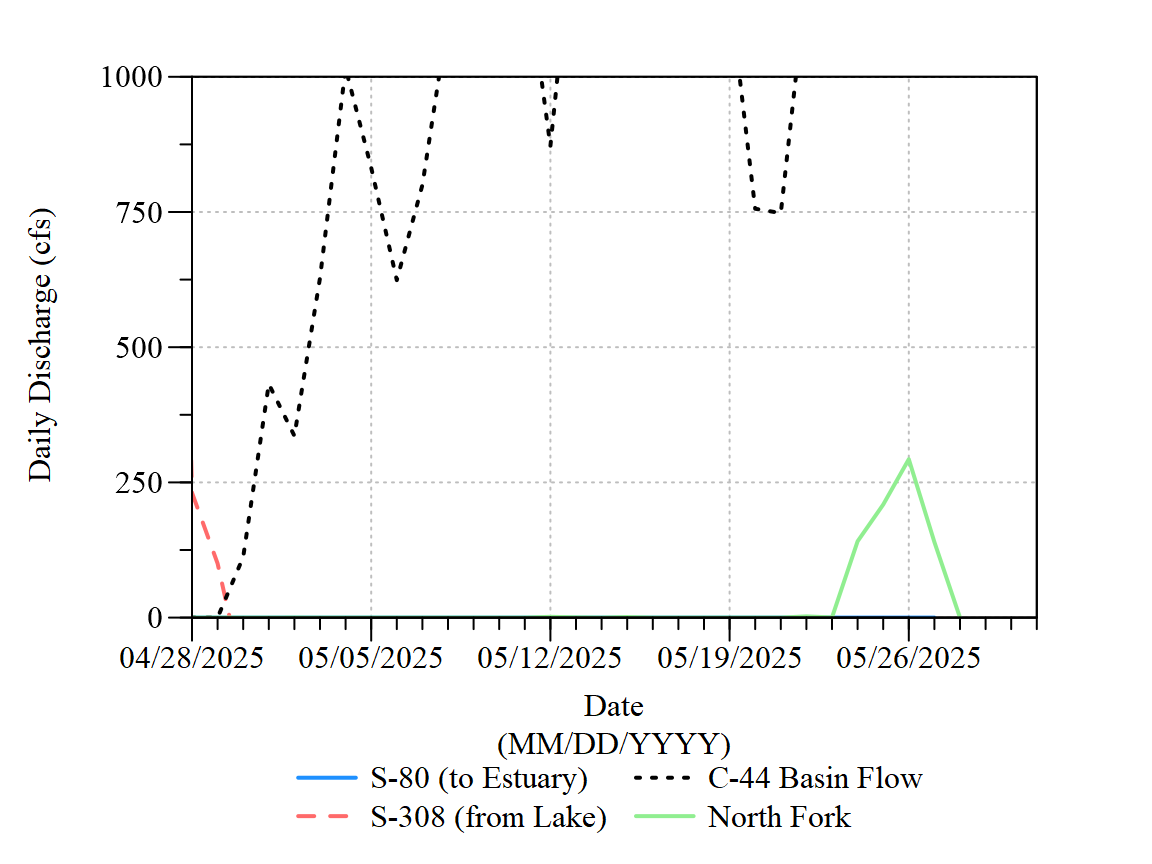 1000
750
500
250
0
Daily Discharge (cfs)
04/28/2025 05/05/2025 05/12/2025 05/19/2025 05/26/2025
Date
(MM/DD/YYYY)
S-80 (to Estuary) C-44 Basin Flow
S-308 (from Lake) North Fork